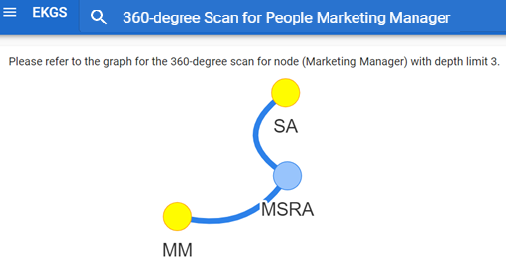 EKGS 360-degree Scan for People Marketing Manager
Please refer to the graph for the 360-degree scan for node (Marketing Manager) with depth limit 3.
SA
MSRA
MM